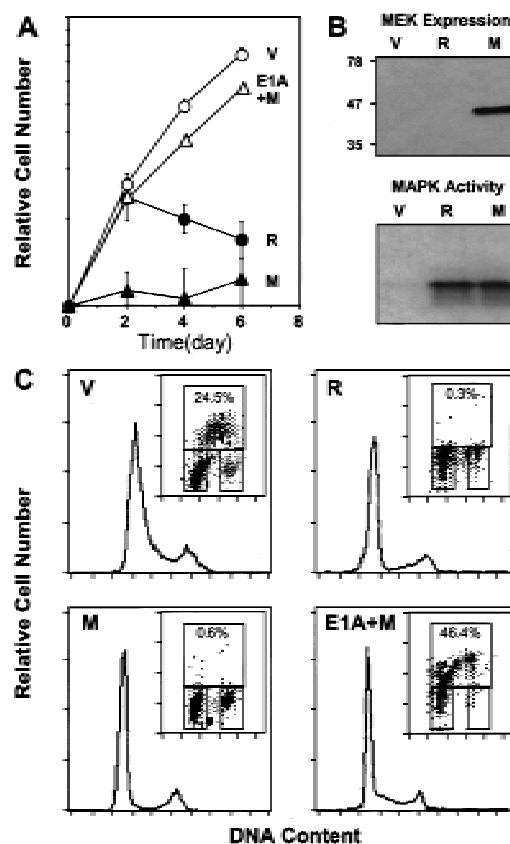 A
Relative Cell Number
V
E1A
+M
R
M
0 2 4 6 8
Time(day)
B
MEK Expression
V R M
78
47
35
MAPK Activity
V R M
C
Relative Cell Number
V
24.5%
R
0.3%
M
0.6%
E1A+M
46.4%
DNA Content